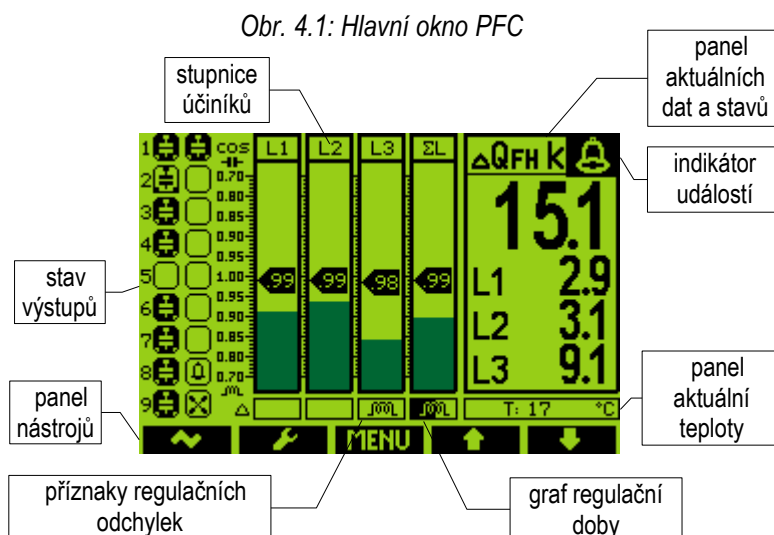 Obr. 4.1: Hlavní okno PFC
stupnice
účiníků
panel
aktuálních
dat a stavů
indikátor
událostí
stav
výstupů
panel
nástrojů
panel
aktuální
teploty
příznaky regulačních
odchylek
graf regulační
doby
cos L1 L2 L3 ΣL
1
2
3
4
5
6
7
8
9
0.70
0.80
0.85
0.90
0.95
1.00
0.95
0.90
0.85
0.80
0.70
.99 .99 .98 .99
△
△QFH K
15.1
L1 2.9
L2 3.1
L3 9.1
T: 17 °C
MENU